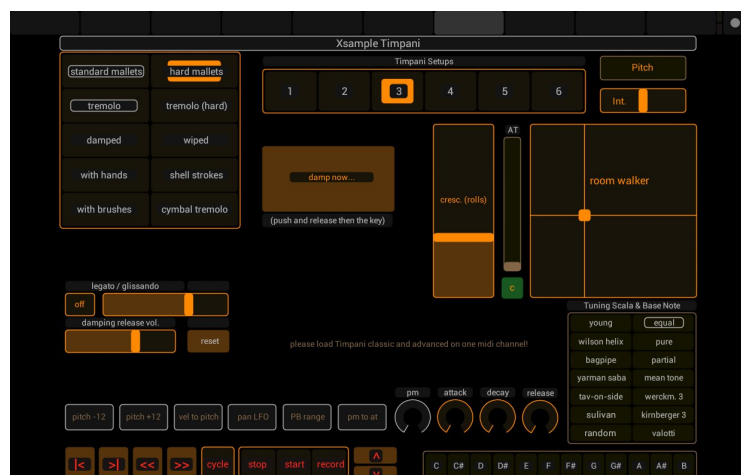 Xsample Timpani
standard mallets hard mallets
tremolo tremolo (hard)
damped wiped
with hands shell strokes
with brushes cymbal tremolo
Timpani Setups
1 2 3 4 5 6
Pitch
Int.
damp now...
(push and release then the key)
cresc. (rolls)
AT
C
room walker
legato / glissando
off
damping release vol.
reset
please load Timpani classic and advanced on one midi channel!
Tuning Scala & Base Note
young equal
wilson helix pure
bagpipe partial
yarman saba mean tone
tav-on-side werckm. 3
sulivan kirnberger 3
random valotti
pm attack decay release
pitch -12 pitch +12 vel to pitch pan LFO PB range pm to at
|< >| << >> cycle stop start record
Λ
V
C C# D D# E F F# G G# A A# B